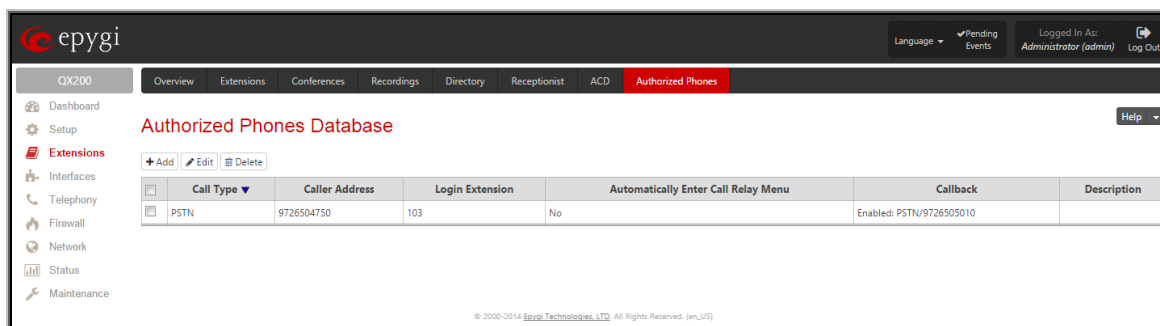 epygi
Language
Pending Events
Logged In As:
Administrator (admin)
Log Out
QX200
Overview Extensions Conferences Recordings Directory Receptionist ACD Authorized Phones
Dashboard
Setup
Extensions
Interfaces
Telephony
Firewall
Network
Status
Maintenance
Help
Authorized Phones Database
Add Edit Delete
Call Type Caller Address Login Extension Automatically Enter Call Relay Menu Callback Description
PSTN 9726504750 103 No Enabled: PSTN/9726505010
© 2000-2014 Epygi Technologies, LTD. All Rights Reserved. (en_US)